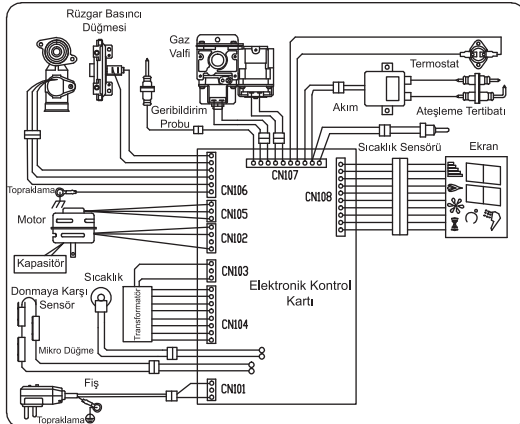 Rüzgar Basıncı
Düğmesi
Gaz
Valfi
Termostat
Geribildirim
Probu
Akım
Ateşleme Tertibatı
Sıcaklık Sensörü
Ekran
CN107
CN106
CN108
Topraklama
CN105
Motor
CN102
Kapasitör
CN103
Sıcaklık
Elektronik Kontrol
Kartı
Donmaya Karşı
Sensör
Transformatör
CN104
Mikro Düğme
Fiş
CN101
Topraklama